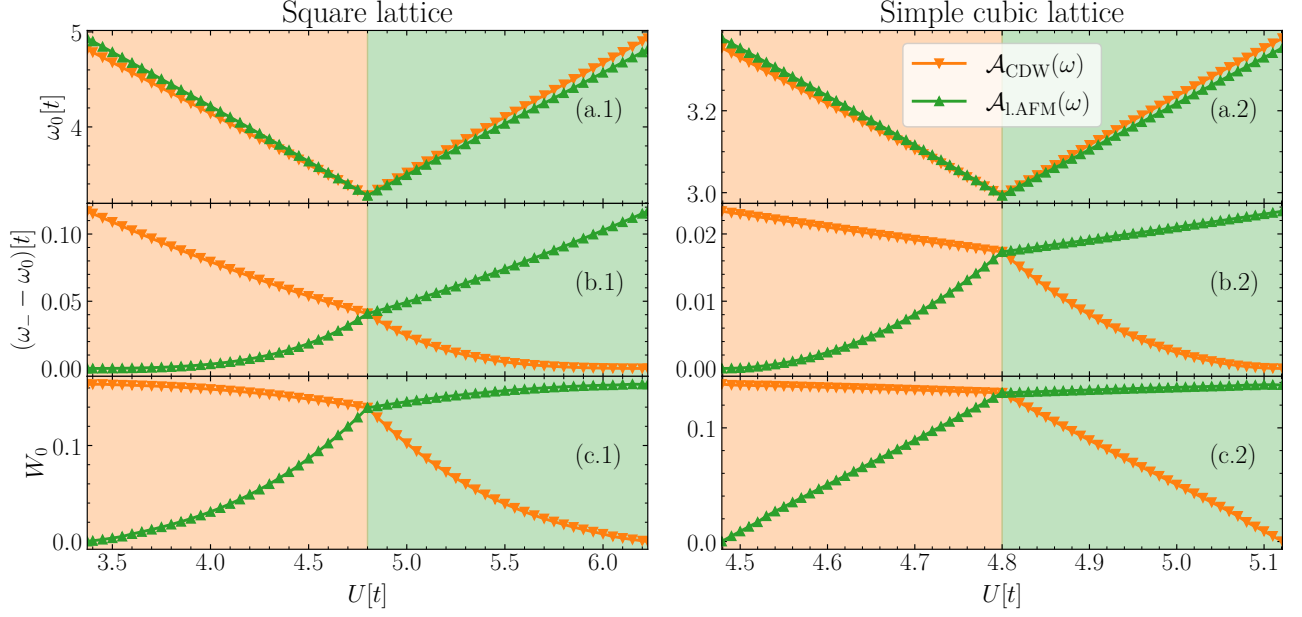 Square lattice
Simple cubic lattice
5
4
ω₀[t]
(a.1)
3.2
3.0
𝒜_CDW(ω)
𝒜_l.AFM(ω)
(a.2)
0.10
0.05
0.00
(ω₋ − ω₀)[t]
(b.1)
0.02
0.01
0.00
(b.2)
0.1
0.0
W₀
(c.1)
0.1
0.0
(c.2)
3.5 4.0 4.5 5.0 5.5 6.0
4.5 4.6 4.7 4.8 4.9 5.0 5.1
U[t]
U[t]